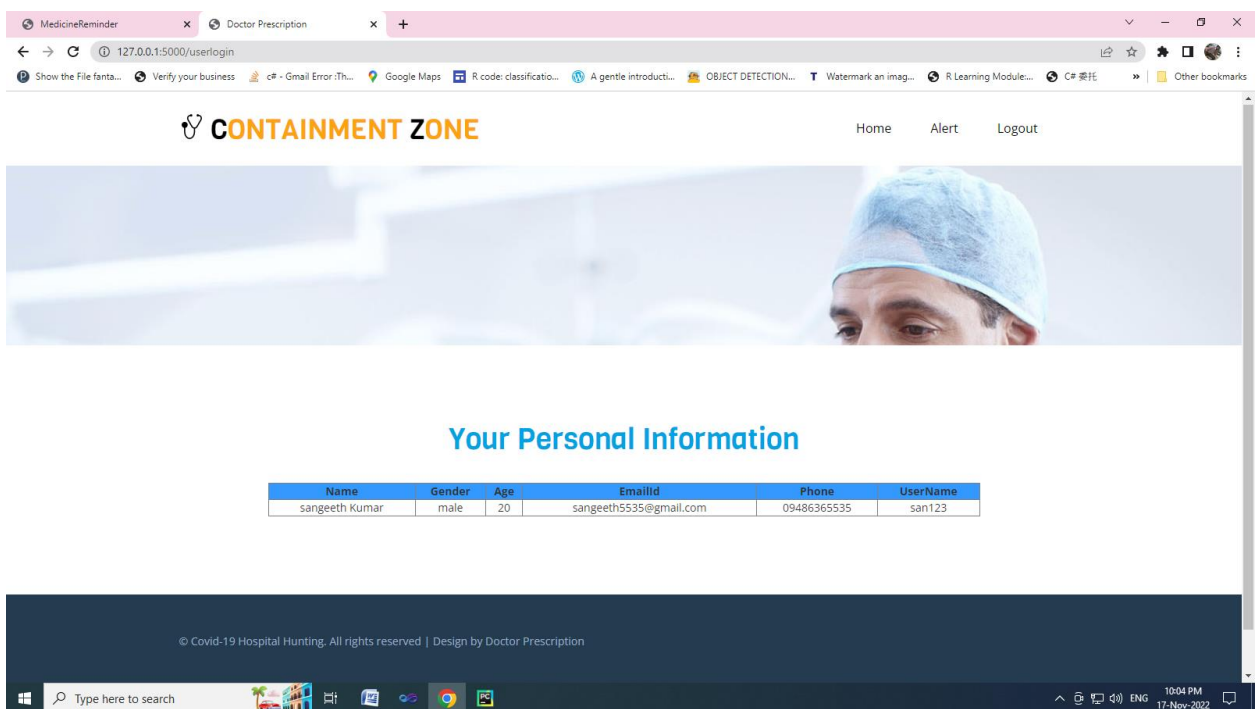 MedicineReminder
Doctor Prescription
127.0.0.1:5000/userlogin
Show the File fanta... Verify your business c# - Gmail Error :Th... Google Maps R code: classificatio... A gentle introducti... OBJECT DETECTION... Watermark an imag... R Learning Module:... C# 委托 » Other bookmarks
CONTAINMENT ZONE
Home Alert Logout
Your Personal Information
Name Gender Age EmailId Phone UserName
sangeeth Kumar male 20 sangeeth5535@gmail.com 09486365535 san123
© Covid-19 Hospital Hunting. All rights reserved | Design by Doctor Prescription
Type here to search
ENG
10:04 PM
17-Nov-2022